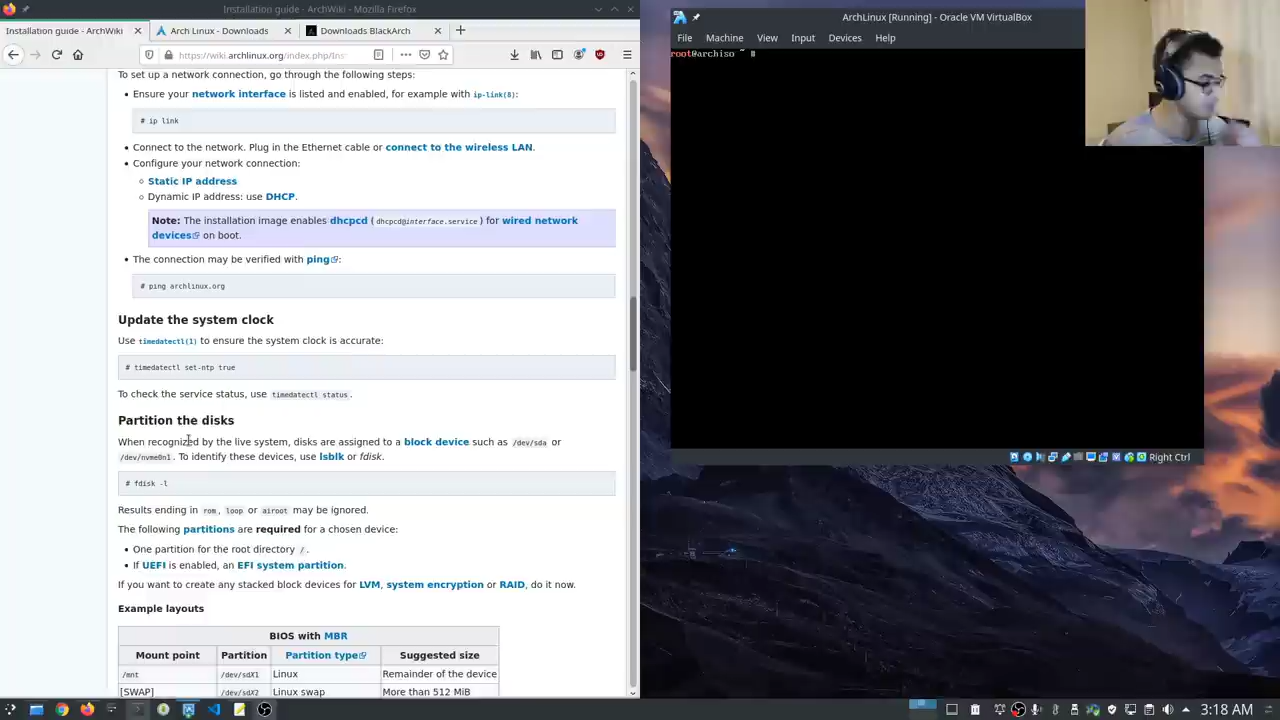 Installation guide - ArchWiki - Mozilla Firefox
Installation guide - ArchWiki
Arch Linux - Downloads
Downloads BlackArch
https://wiki.archlinux.org/index
To set up a network connection, go through the following steps:
• Ensure your network interface is listed and enabled, for example with ip-link(8):
# ip link
• Connect to the network. Plug in the Ethernet cable or connect to the wireless LAN.
• Configure your network connection:
Static IP address
Dynamic IP address: use DHCP.
Note: The installation image enables dhcpcd (dhcpcd@interface.service) for wired network
devices on boot.
• The connection may be verified with ping:
# ping archlinux.org
Update the system clock
Use timedatectl(1) to ensure the system clock is accurate:
# timedatectl set-ntp true
To check the service status, use timedatectl status.
Partition the disks
When recognized by the live system, disks are assigned to a block device such as /dev/sda or
/dev/nvme0n1. To identify these devices, use lsblk or fdisk.
# fdisk -l
Results ending in rom, loop or airoot may be ignored.
The following partitions are required for a chosen device:
• One partition for the root directory /.
• If UEFI is enabled, an EFI system partition.
If you want to create any stacked block devices for LVM, system encryption or RAID, do it now.
Example layouts
BIOS with MBR
Mount point Partition Partition type Suggested size
/mnt /dev/sdX1 Linux Remainder of the device
[SWAP] /dev/sdX2 Linux swap More than 512 MiB
ArchLinux [Running] - Oracle VM VirtualBox
File Machine View Input Devices Help
root@archiso ~ #
Right Ctrl
3:18 AM